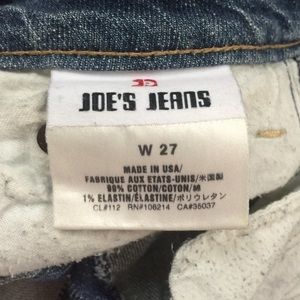 JOE'S JEANS
W 27
MADE IN USA/
FABRIQUE AUX ETATS-UNIS/米国製
99% COTTON/COTON/綿
1% ELASTIN/ÉLASTINE/ポリウレタン
CL#112 RN#106214 CA#35037